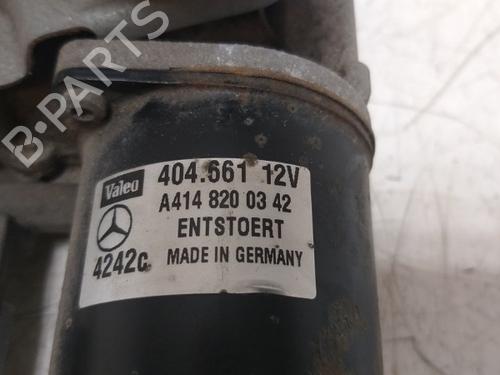 B-PARTS
Valeo 404.661 12V
A414 820 03 42
ENTSTOERT
4242c MADE IN GERMANY